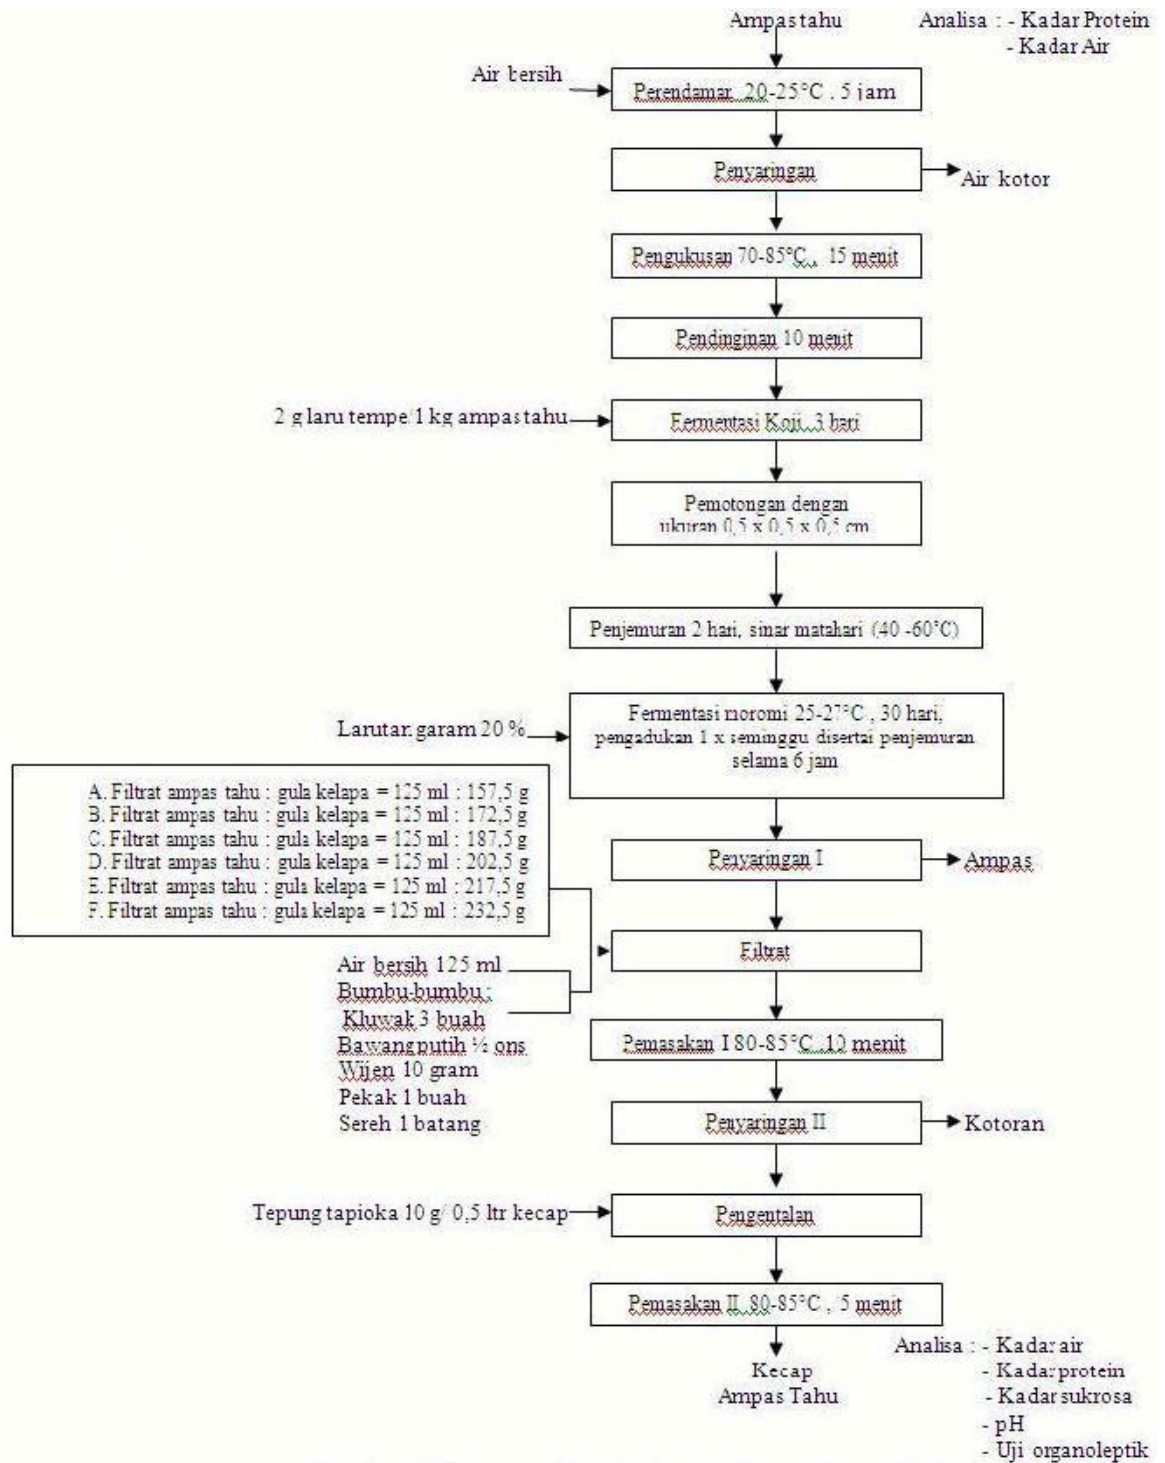 Ampas tahu
Analisa : - Kadar Protein
- Kadar Air
Air bersih
Perendamar 20-25°C . 5 jam
Penyaringan
Air kotor
Pengukusan 70-85°C , 15 menit
Pendinginan 10 menit
2 g laru tempe/1 kg ampas tahu
Fermentasi Koji 3 hari
Pemotongan dengan
ukuran 0,5 x 0,5 x 0,5 cm
Penjemuran 2 hari, sinar matahari (40 -60°C)
Larutan garam 20 %
Fermentasi moromi 25-27°C , 30 hari,
pengadukan 1 x seminggu disertai penjemuran
selama 6 jam
A. Filtrat ampas tahu : gula kelapa = 125 ml : 157,5 g
B. Filtrat ampas tahu : gula kelapa = 125 ml : 172,5 g
C. Filtrat ampas tahu : gula kelapa = 125 ml : 187,5 g
D. Filtrat ampas tahu : gula kelapa = 125 ml : 202,5 g
E. Filtrat ampas tahu : gula kelapa = 125 ml : 217,5 g
F. Filtrat ampas tahu : gula kelapa = 125 ml : 232,5 g
Penyaringan I
Ampas
Filtrat
Air bersih 125 ml
Bumbu-bumbu :
Kluwak 3 buah
Bawang putih ½ ons
Wijen 10 gram
Pekak 1 buah
Sereh 1 batang
Pemasakan I 80-85°C ,10 menit
Penyaringan II
Kotoran
Tepung tapioka 10 g/ 0,5 ltr kecap
Pengentalan
Pemasakan II 80-85°C , 5 menit
Kecap
Ampas Tahu
Analisa : - Kadar air
- Kadar protein
- Kadar sukrosa
- pH
- Uji organoleptik